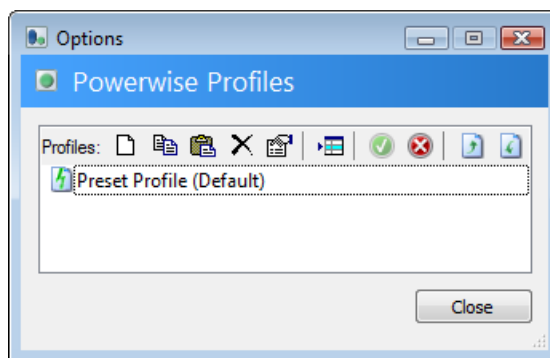 Options
Powerwise Profiles
Profiles:
Preset Profile (Default)
Close